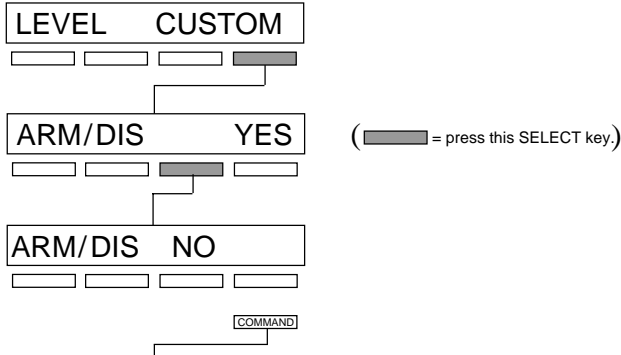 LEVEL CUSTOM
ARM/DIS YES
( = press this SELECT key.)
ARM/DIS NO
COMMAND